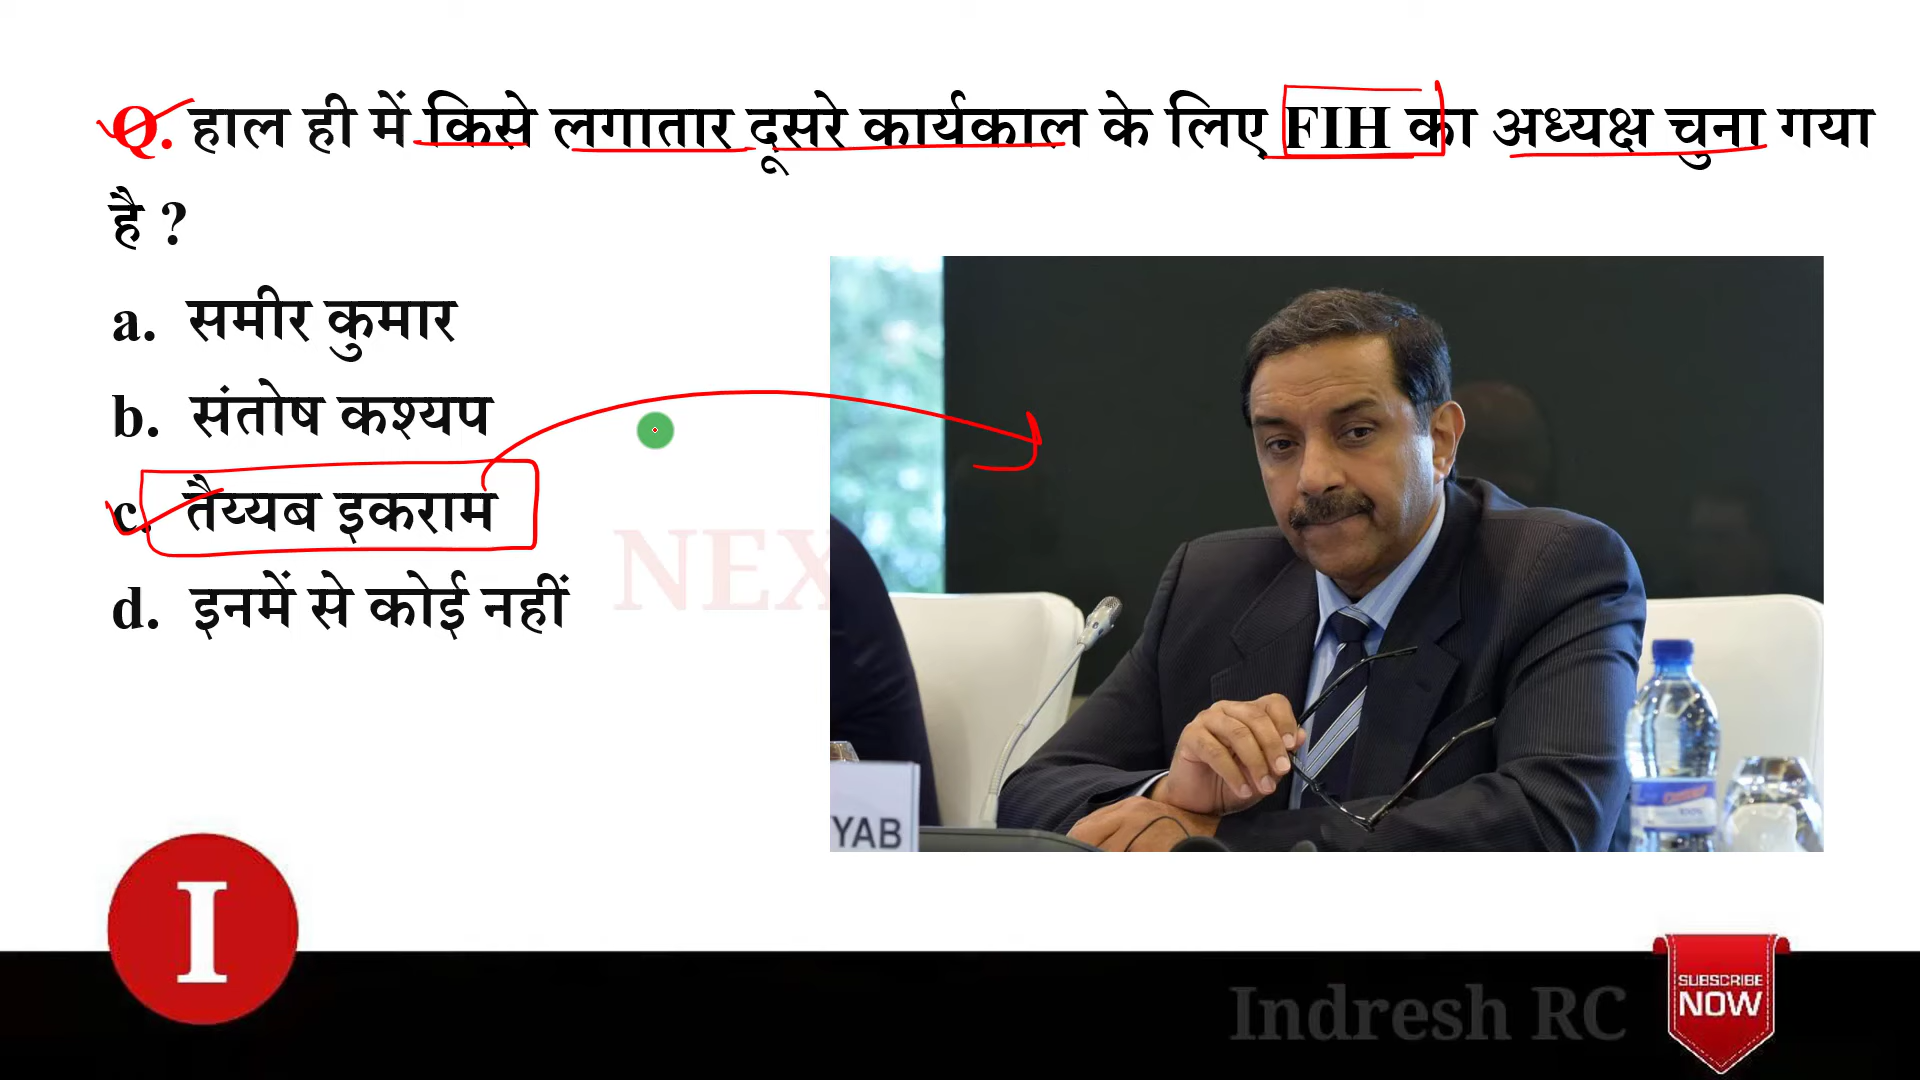 Q. हाल ही में किसे लगातार दूसरे कार्यकाल के लिए FIH का अध्यक्ष चुना गया
है ?
a. समीर कुमार
b. संतोष कश्यप
c. तैय्यब इकराम
d. इनमें से कोई नहीं
NEX
YAB
I
Indresh RC
SUBSCRIBE
NOW